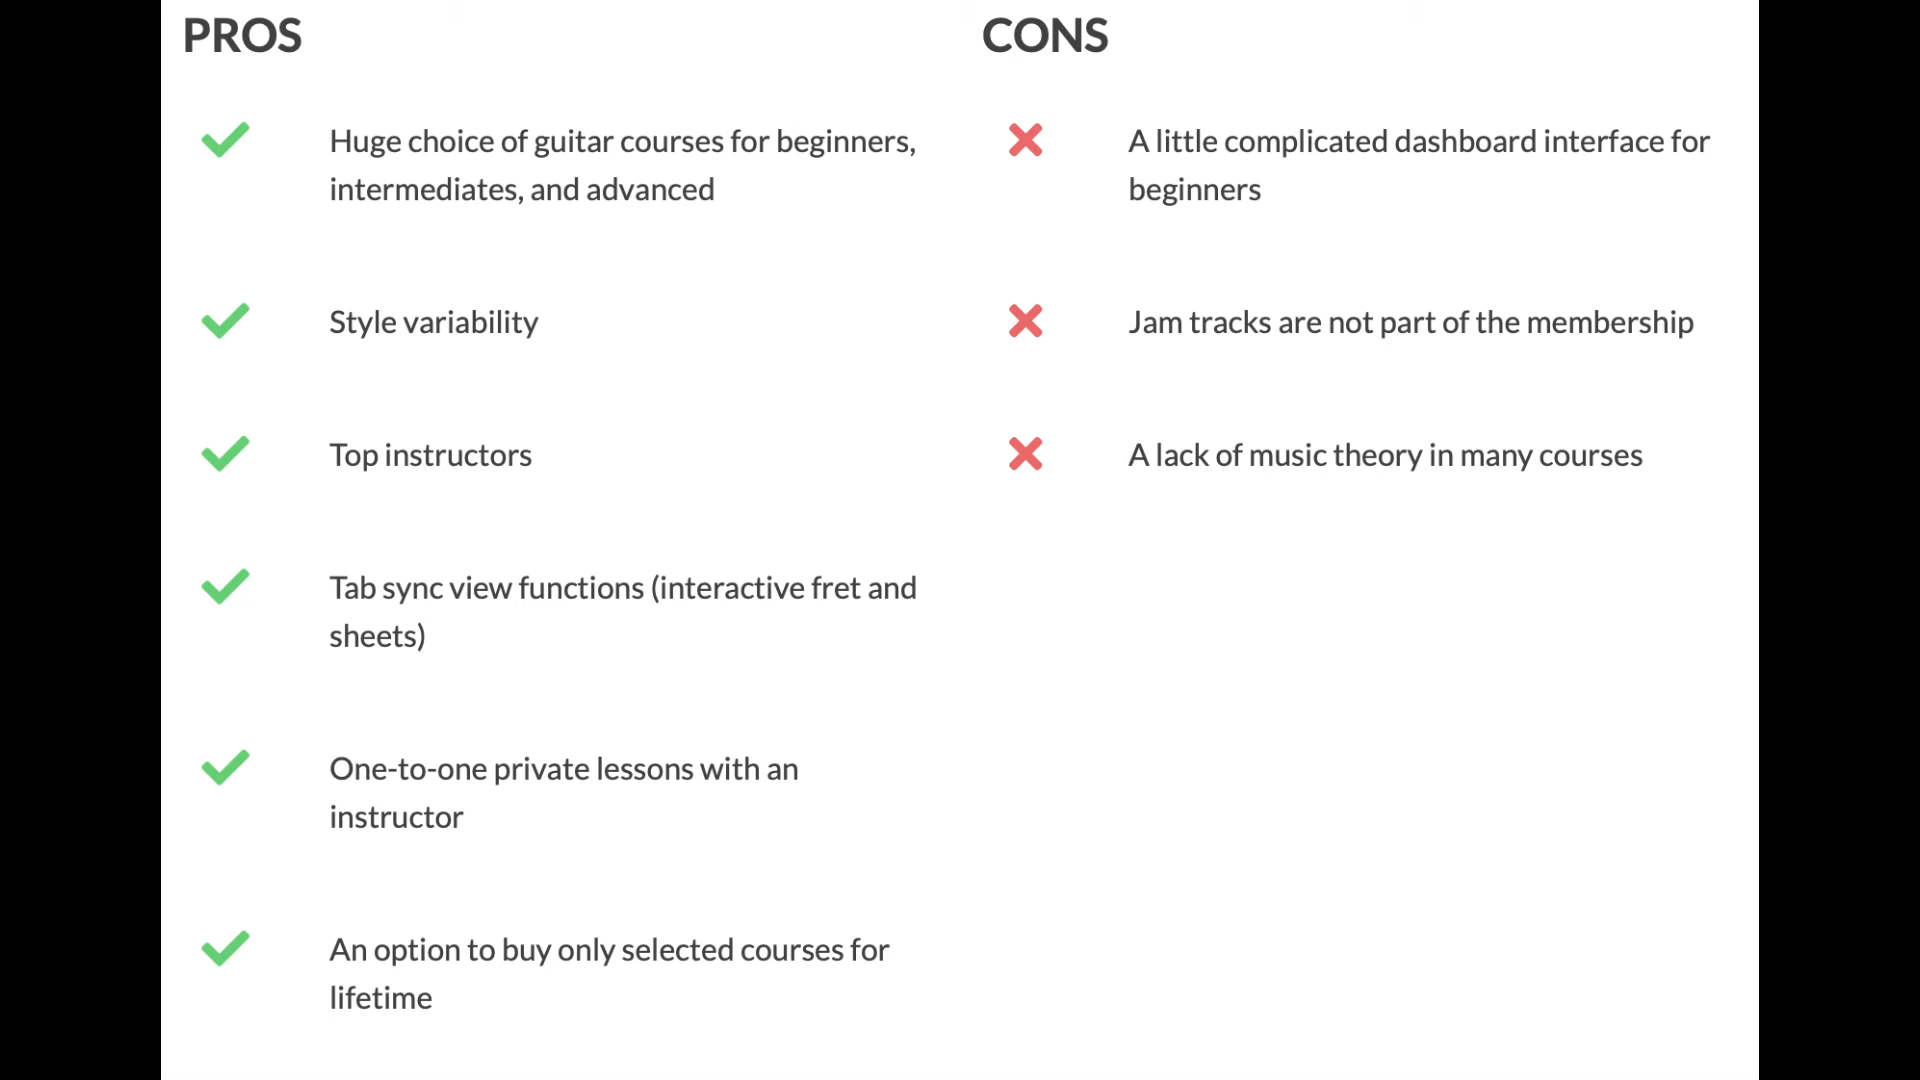 PROS
Huge choice of guitar courses for beginners,
intermediates, and advanced
Style variability
Top instructors
Tab sync view functions (interactive fret and
sheets)
One-to-one private lessons with an
instructor
An option to buy only selected courses for
lifetime
CONS
A little complicated dashboard interface for
beginners
Jam tracks are not part of the membership
A lack of music theory in many courses